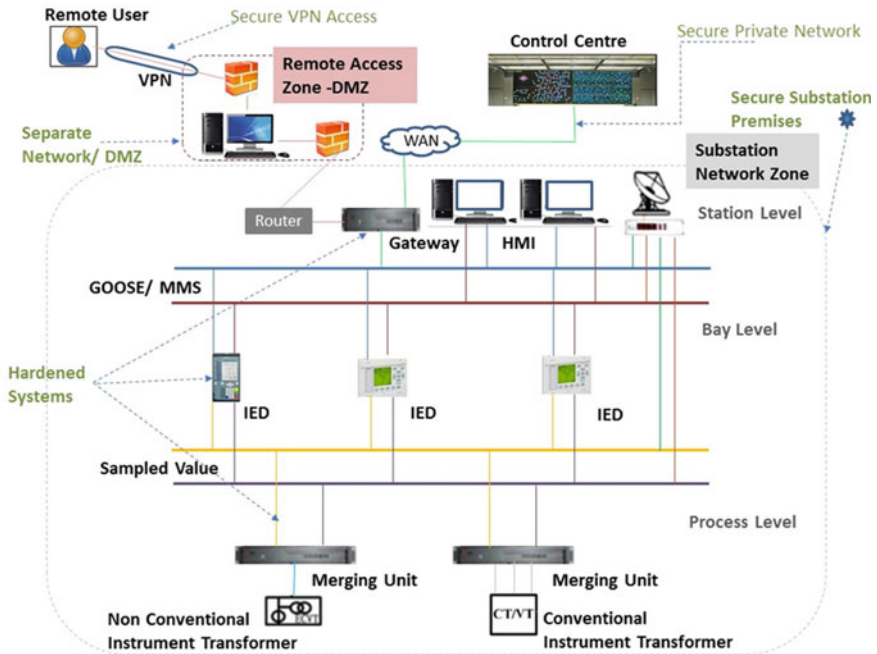 Remote User
Secure VPN Access
VPN
Remote Access
Zone -DMZ
Control Centre
Secure Private Network
Separate
Network/ DMZ
WAN
Secure Substation
Premises
Substation
Network Zone
Router
Gateway
HMI
Station Level
GOOSE/ MMS
Bay Level
Hardened
Systems
IED
IED
IED
Sampled Value
Process Level
Merging Unit
Merging Unit
Non Conventional
Instrument Transformer
ECVT
CT/VT
Conventional
Instrument Transformer